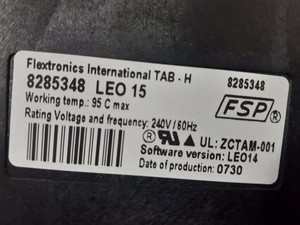 Flextronics International TAB - H
8285348 LEO 15
8285348
Working temp.: 95 C max
FSP
Rating Voltage and frequency: 240V / 60Hz
UL: ZCTAM-001
Software version: LEO14
Date of production: 0730